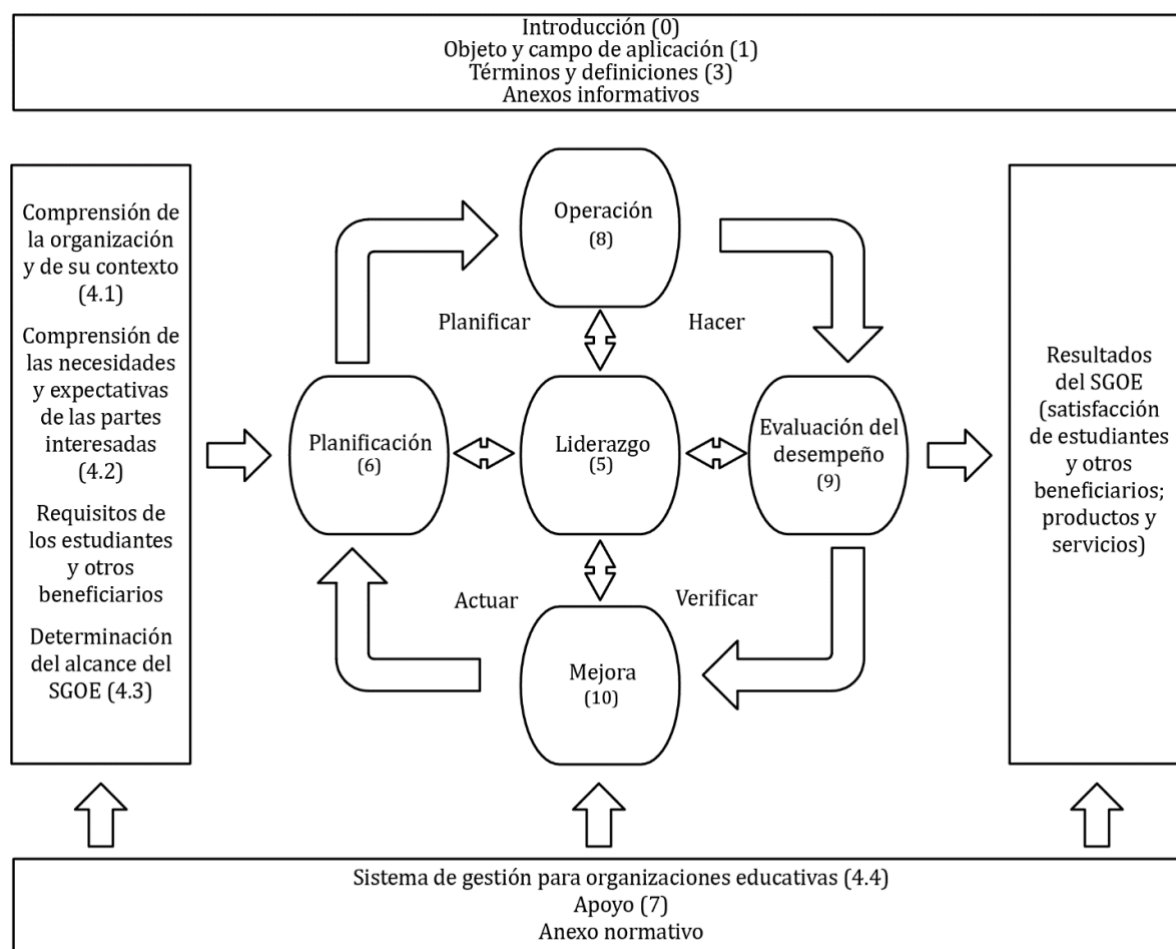 Introducción (0)
Objeto y campo de aplicación (1)
Términos y definiciones (3)
Anexos informativos
Comprensión de
la organización
y de su contexto
(4.1)
Comprensión de
las necesidades
y expectativas
de las partes
interesadas
(4.2)
Requisitos de
los estudiantes
y otros
beneficiarios
Determinación
del alcance del
SGOE (4.3)
Operación
(8)
Planificar
Hacer
Planificación
(6)
Liderazgo
(5)
Evaluación del
desempeño
(9)
Actuar
Verificar
Mejora
(10)
Resultados
del SGOE
(satisfacción
de estudiantes
y otros
beneficiarios;
productos y
servicios)
Sistema de gestión para organizaciones educativas (4.4)
Apoyo (7)
Anexo normativo